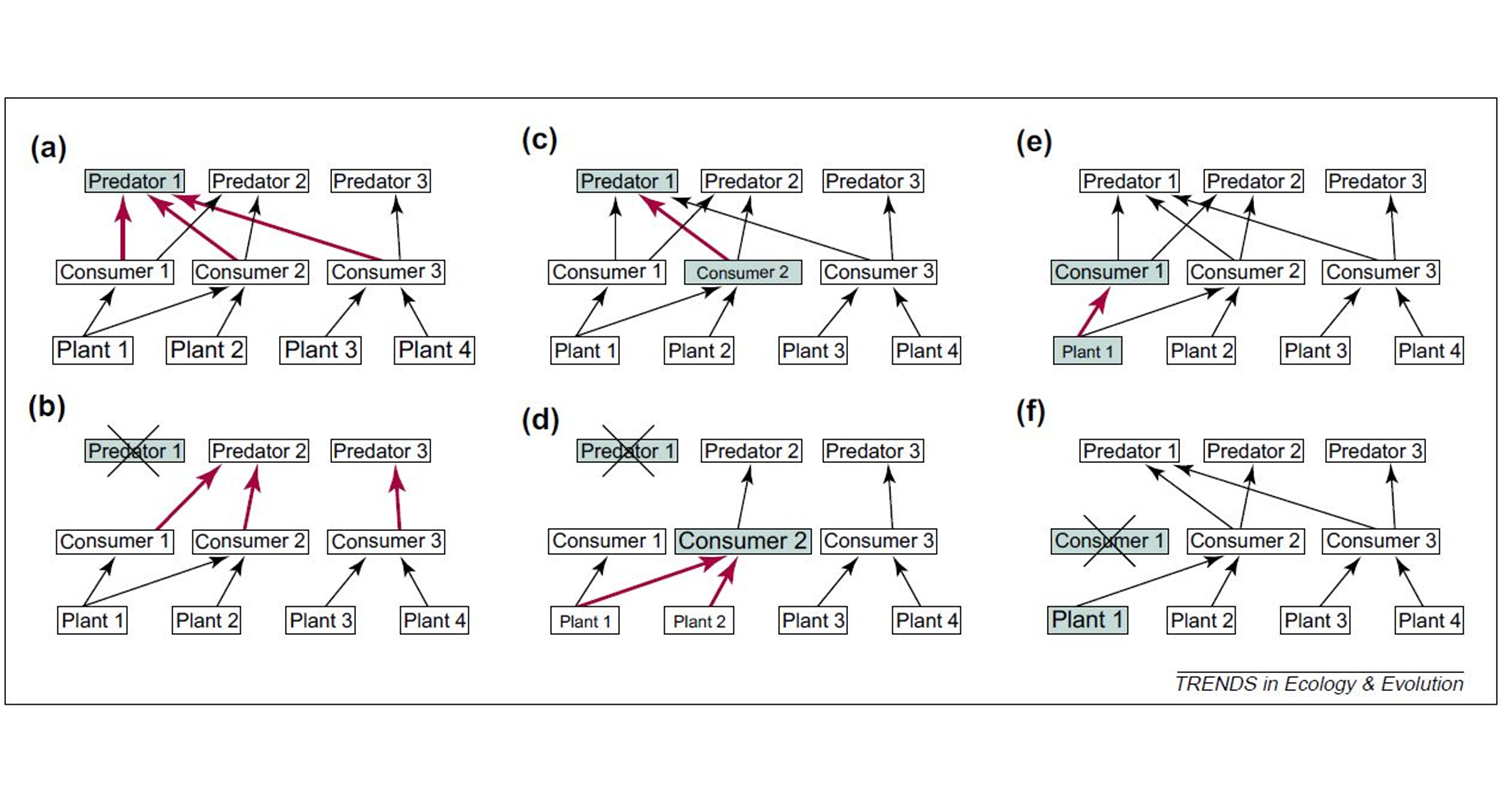 (a)
Predator 1 Predator 2 Predator 3
Consumer 1 Consumer 2 Consumer 3
Plant 1 Plant 2 Plant 3 Plant 4
(b)
Predator 1 Predator 2 Predator 3
Consumer 1 Consumer 2 Consumer 3
Plant 1 Plant 2 Plant 3 Plant 4
(c)
Predator 1 Predator 2 Predator 3
Consumer 1 Consumer 2 Consumer 3
Plant 1 Plant 2 Plant 3 Plant 4
(d)
Predator 1 Predator 2 Predator 3
Consumer 1 Consumer 2 Consumer 3
Plant 1 Plant 2 Plant 3 Plant 4
(e)
Predator 1 Predator 2 Predator 3
Consumer 1 Consumer 2 Consumer 3
Plant 1 Plant 2 Plant 3 Plant 4
(f)
Predator 1 Predator 2 Predator 3
Consumer 1 Consumer 2 Consumer 3
Plant 1 Plant 2 Plant 3 Plant 4
TRENDS in Ecology & Evolution